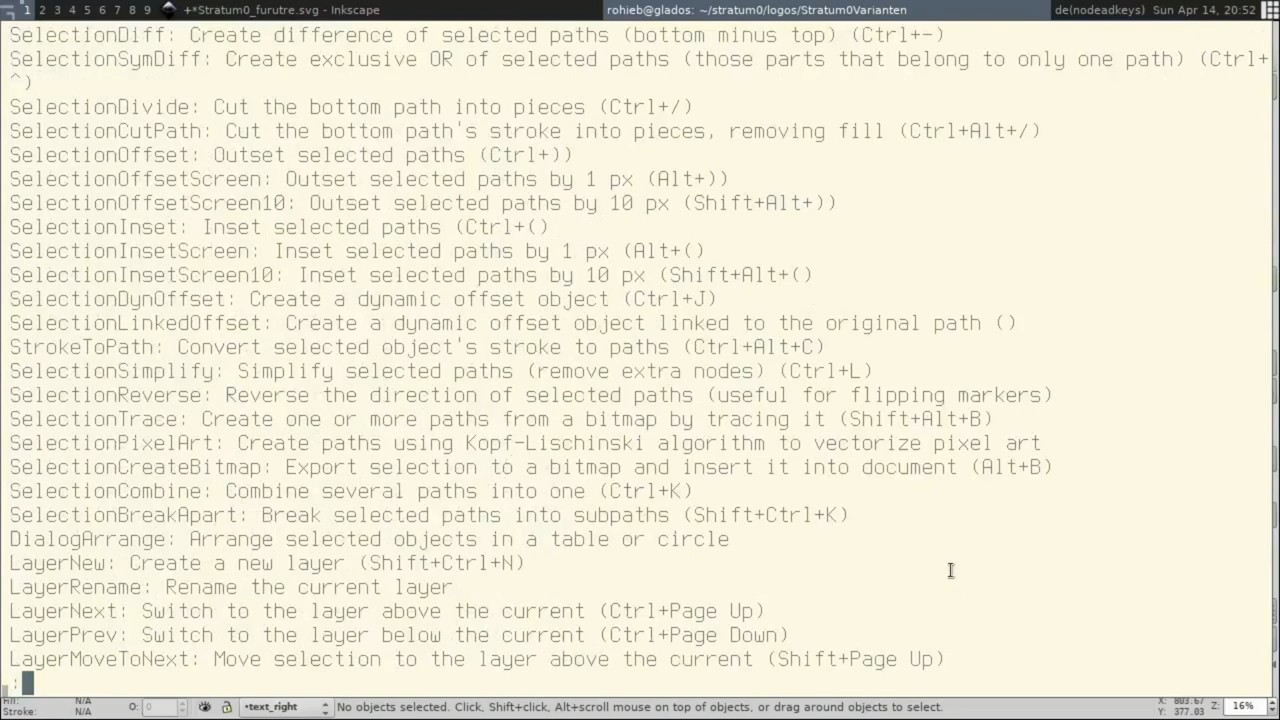 1 2 3 4 5 6 7 8 9 +*Stratum0_furutre.svg - Inkscape rohieb@glados: ~/stratum0/logos/Stratum0Varianten de(nodeadkeys) Sun Apr 14, 20:52
SelectionDiff: Create difference of selected paths (bottom minus top) (Ctrl+-)
SelectionSymDiff: Create exclusive OR of selected paths (those parts that belong to only one path) (Ctrl+
^)
SelectionDivide: Cut the bottom path into pieces (Ctrl+/)
SelectionCutPath: Cut the bottom path's stroke into pieces, removing fill (Ctrl+Alt+/)
SelectionOffset: Outset selected paths (Ctrl+))
SelectionOffsetScreen: Outset selected paths by 1 px (Alt+))
SelectionOffsetScreen10: Outset selected paths by 10 px (Shift+Alt+))
SelectionInset: Inset selected paths (Ctrl+()
SelectionInsetScreen: Inset selected paths by 1 px (Alt+()
SelectionInsetScreen10: Inset selected paths by 10 px (Shift+Alt+()
SelectionDynOffset: Create a dynamic offset object (Ctrl+J)
SelectionLinkedOffset: Create a dynamic offset object linked to the original path ()
StrokeToPath: Convert selected object's stroke to paths (Ctrl+Alt+C)
SelectionSimplify: Simplify selected paths (remove extra nodes) (Ctrl+L)
SelectionReverse: Reverse the direction of selected paths (useful for flipping markers)
SelectionTrace: Create one or more paths from a bitmap by tracing it (Shift+Alt+B)
SelectionPixelArt: Create paths using Kopf-Lischinski algorithm to vectorize pixel art
SelectionCreateBitmap: Export selection to a bitmap and insert it into document (Alt+B)
SelectionCombine: Combine several paths into one (Ctrl+K)
SelectionBreakApart: Break selected paths into subpaths (Shift+Ctrl+K)
DialogArrange: Arrange selected objects in a table or circle
LayerNew: Create a new layer (Shift+Ctrl+N)
LayerRename: Rename the current layer
LayerNext: Switch to the layer above the current (Ctrl+Page Up)
LayerPrev: Switch to the layer below the current (Ctrl+Page Down)
LayerMoveToNext: Move selection to the layer above the current (Shift+Page Up)
:
Fill: N/A X: 803.67
O: 0 •text_right No objects selected. Click, Shift+click, Alt+scroll mouse on top of objects, or drag around objects to select. Z: 16%
Stroke: N/A Y: 377.03